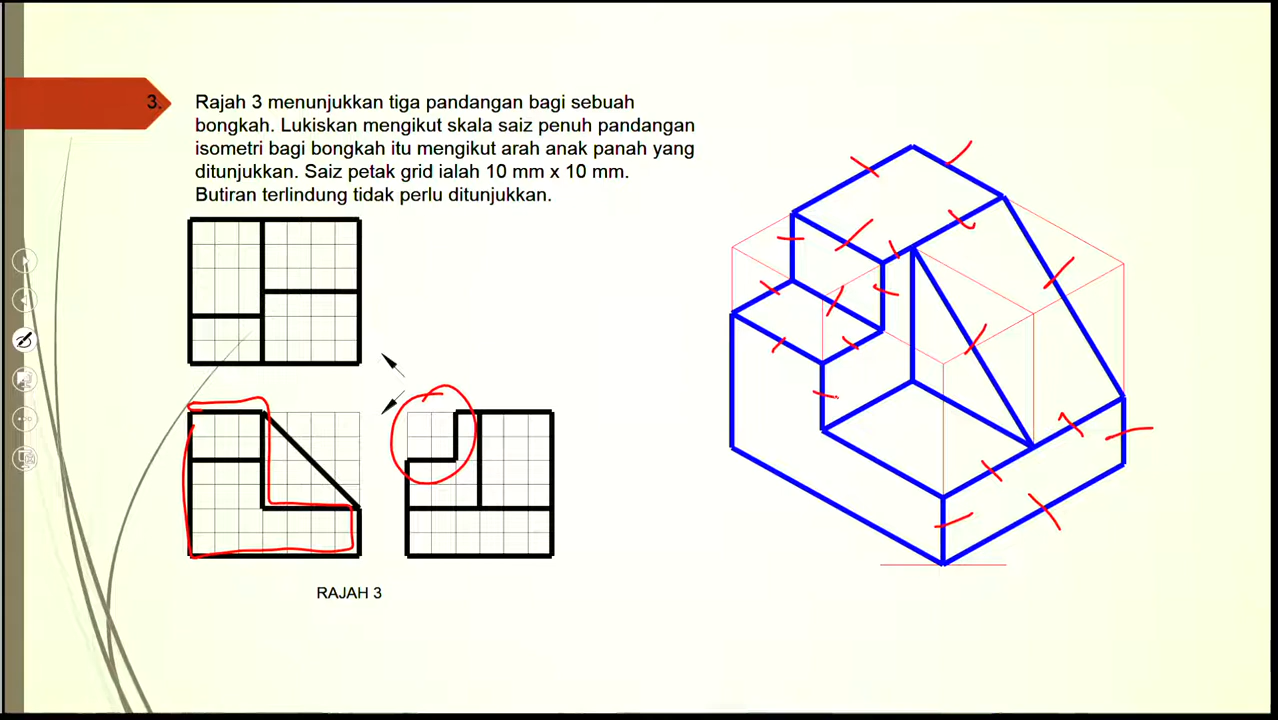 3. Rajah 3 menunjukkan tiga pandangan bagi sebuah
bongkah. Lukiskan mengikut skala saiz penuh pandangan
isometri bagi bongkah itu mengikut arah anak panah yang
ditunjukkan. Saiz petak grid ialah 10 mm x 10 mm.
Butiran terlindung tidak perlu ditunjukkan.
RAJAH 3